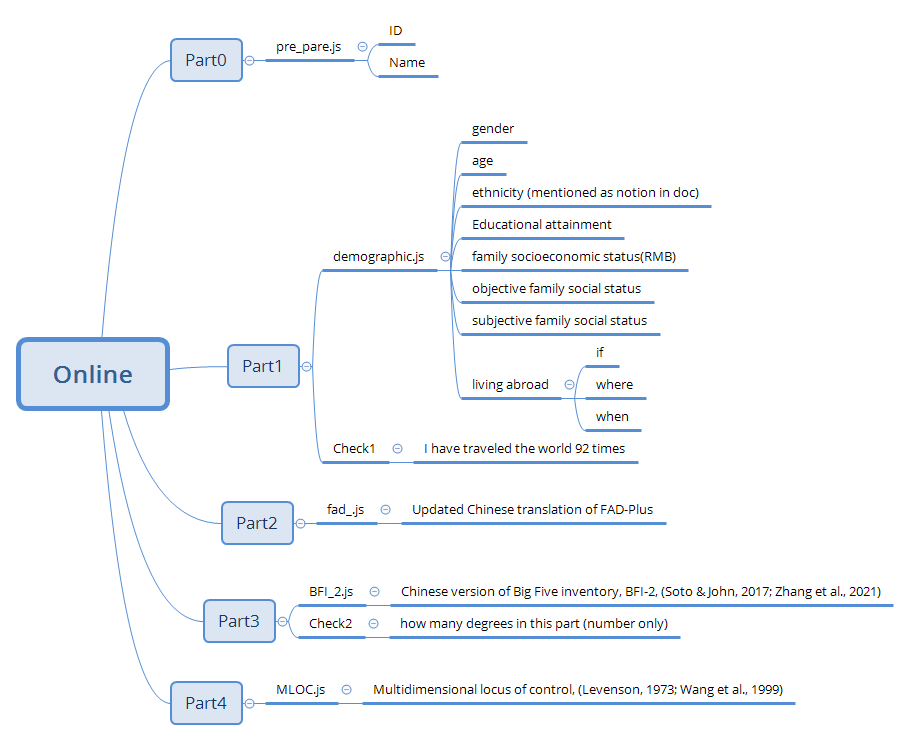 Online
Part0
pre_pare.js
ID
Name
Part1
demographic.js
gender
age
ethnicity (mentioned as notion in doc)
Educational attainment
family socioeconomic status(RMB)
objective family social status
subjective family social status
living abroad
if
where
when
Check1
I have traveled the world 92 times
Part2
fad_.js
Updated Chinese translation of FAD-Plus
Part3
BFI_2.js
Chinese version of Big Five inventory, BFI-2, (Soto & John, 2017; Zhang et al., 2021)
Check2
how many degrees in this part (number only)
Part4
MLOC.js
Multidimensional locus of control, (Levenson, 1973; Wang et al., 1999)